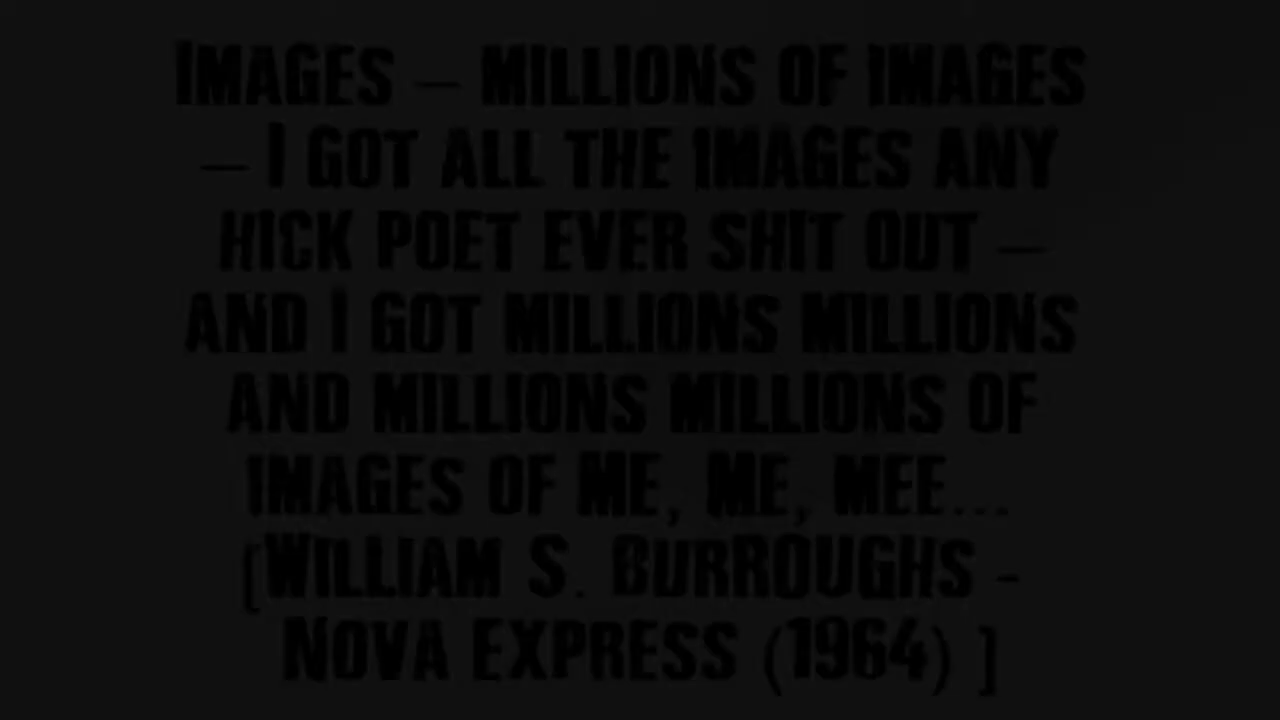 IMAGES – MILLIONS OF IMAGES
– I GOT ALL THE IMAGES ANY
HICK POET EVER SHIT OUT –
AND I GOT MILLIONS MILLIONS
AND MILLIONS MILLIONS OF
IMAGES OF ME, ME, MEE...
[WILLIAM S. BURROUGHS -
NOVA EXPRESS (1964) ]